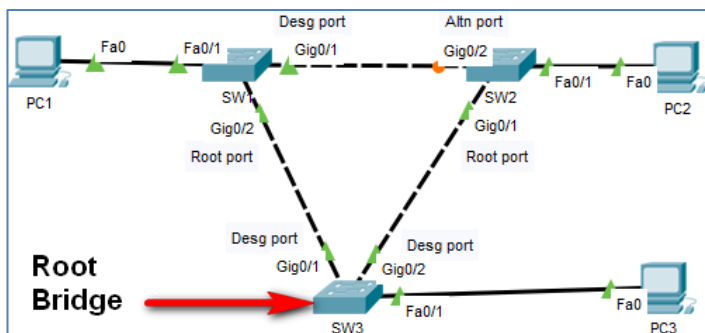 Desg port
Altn port
Fa0
Fa0/1
Gig0/1
Gig0/2
PC1
SW1
SW2
Fa0/1
Fa0
PC2
Gig0/2
Gig0/1
Root port
Root port
Desg port
Desg port
Gig0/1
Gig0/2
Root
Bridge
SW3
Fa0/1
Fa0
PC3